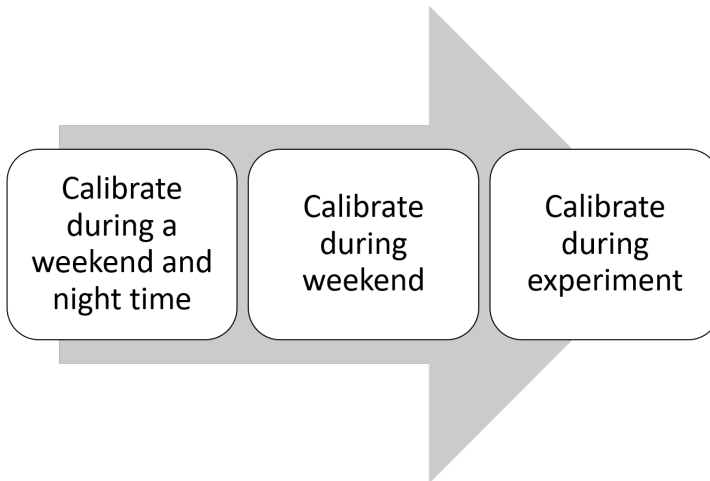 Calibrate
during a
weekend and
night time
Calibrate
during
weekend
Calibrate
during
experiment